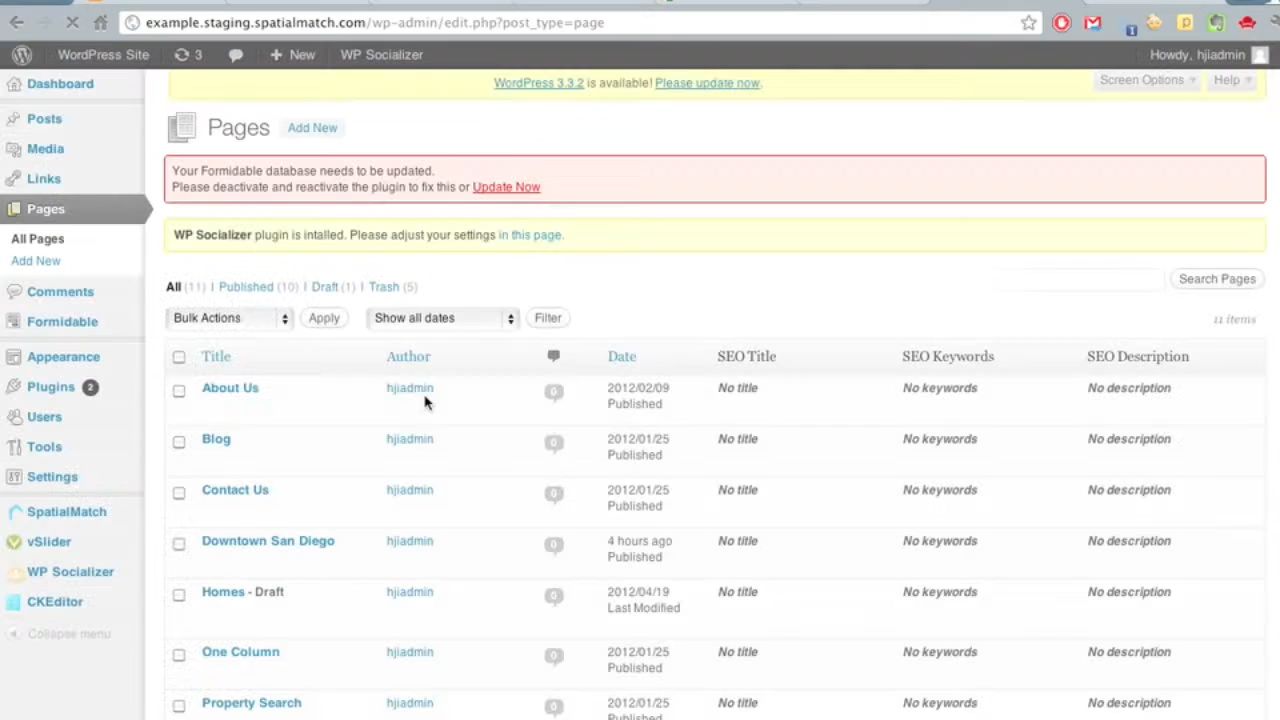 example.staging.spatialmatch.com/wp-admin/edit.php?post_type=page
WordPress Site 3 New WP Socializer Howdy, hjiadmin
Dashboard
Posts
Media
Links
Pages
All Pages
Add New
Comments
Formidable
Appearance
Plugins 2
Users
Tools
Settings
SpatialMatch
vSlider
WP Socializer
CKEditor
Collapse menu
WordPress 3.3.2 is available! Please update now.
Screen Options Help
Pages Add New
Your Formidable database needs to be updated.
Please deactivate and reactivate the plugin to fix this or Update Now
WP Socializer plugin is intalled. Please adjust your settings in this page.
All (11) | Published (10) | Draft (1) | Trash (5)
Search Pages
Bulk Actions Apply Show all dates Filter
11 items
Title Author Date SEO Title SEO Keywords SEO Description
About Us hjiadmin 0 2012/02/09 No title No keywords No description
Published
Blog hjiadmin 0 2012/01/25 No title No keywords No description
Published
Contact Us hjiadmin 0 2012/01/25 No title No keywords No description
Published
Downtown San Diego hjiadmin 0 4 hours ago No title No keywords No description
Published
Homes - Draft hjiadmin 0 2012/04/19 No title No keywords No description
Last Modified
One Column hjiadmin 0 2012/01/25 No title No keywords No description
Published
Property Search hjiadmin 0 2012/01/25 No title No keywords No description
Published